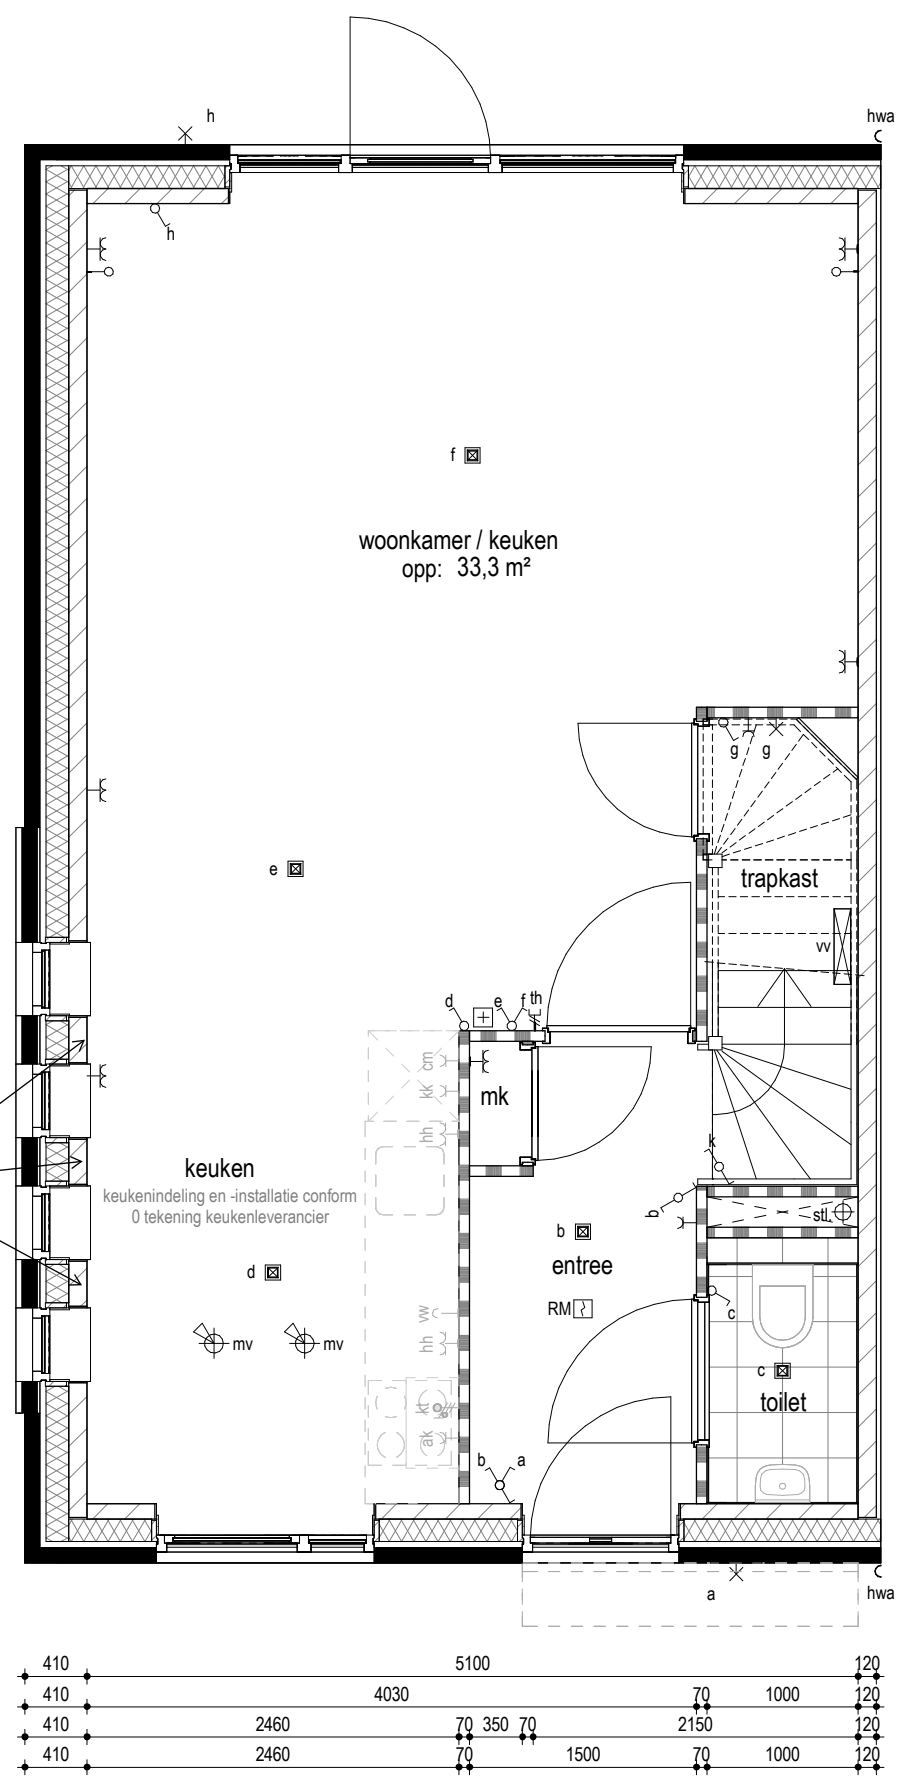 h
hwa
h
f
woonkamer / keuken
opp: 33,3 m²
g
g
e
trapkast
vv
d
e
f
th
cm
kk
mk
hh
k
keuken
keukenindeling en -installatie conform
0 tekening keukenleverancier
b
stl.
b
entree
d
RM
c
vw
mv
mv
hh
c
toilet
kt
ak
b
a
a
hwa
410 5100 120
410 4030 70 1000 120
410 2460 70 350 70 2150 120
410 2460 70 1500 70 1000 120